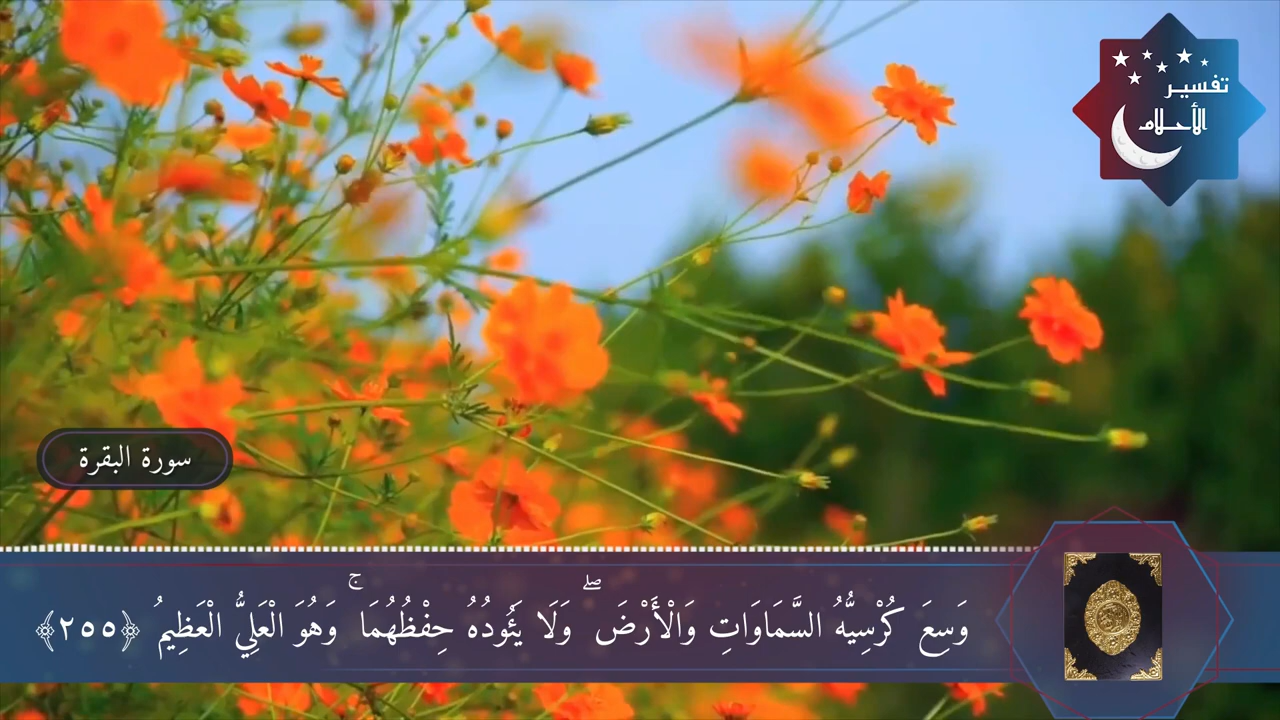 تفسير
الأحلام
سورة البقرة
وَسِعَ كُرْسِيُّهُ السَّمَاوَاتِ وَالْأَرْضَ ۖ وَلَا يَئُودُهُ حِفْظُهُمَا ۚ وَهُوَ الْعَلِيُّ الْعَظِيمُ ﴿٢٥٥﴾